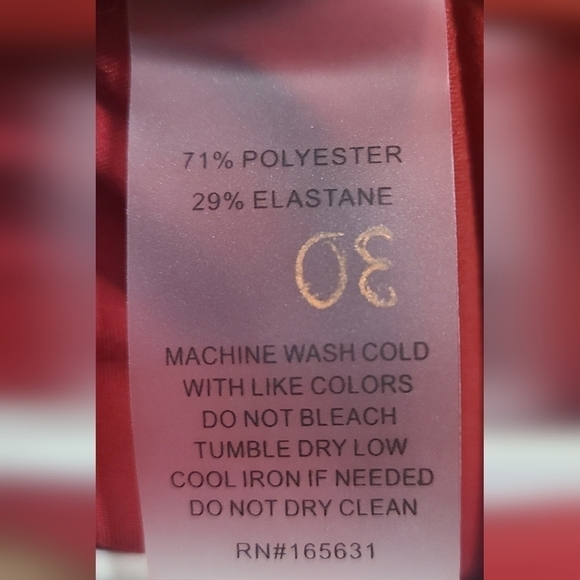 71% POLYESTER
29% ELASTANE
30
MACHINE WASH COLD
WITH LIKE COLORS
DO NOT BLEACH
TUMBLE DRY LOW
COOL IRON IF NEEDED
DO NOT DRY CLEAN
RN#165631